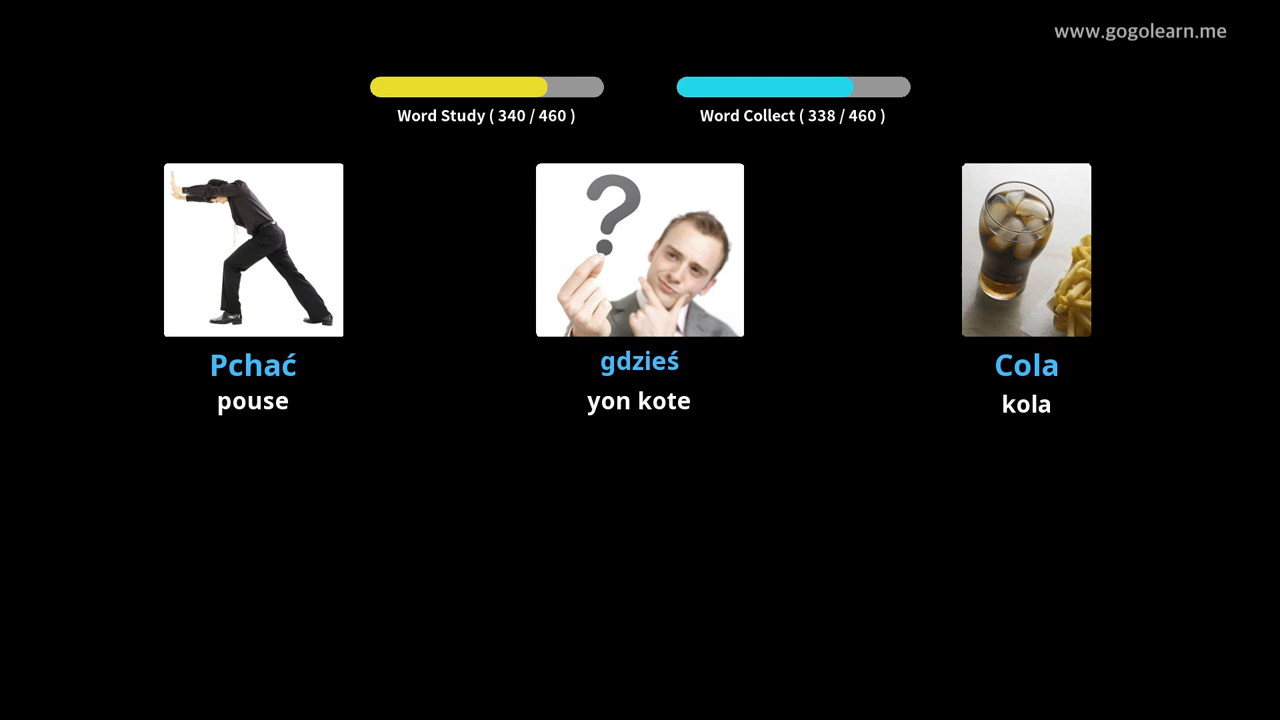 www.gogolearn.me
Word Study ( 340 / 460 )
Word Collect ( 338 / 460 )
Pchać
gdzieś
Cola
pouse
yon kote
kola